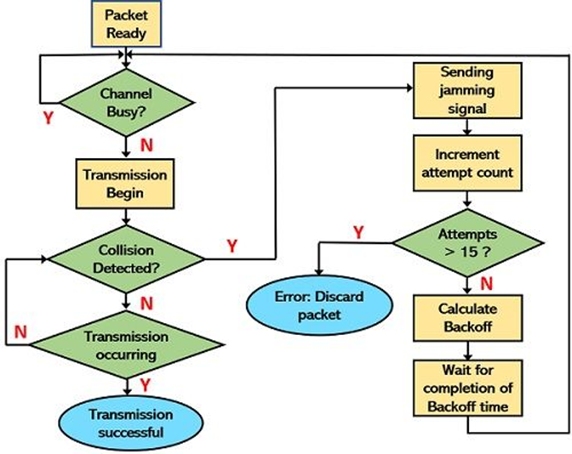 Packet
Ready
Channel
Busy?
Y
N
Transmission
Begin
Collision
Detected?
Y
N
Transmission
occurring
N
Y
Transmission
successful
Sending
jamming
signal
Increment
attempt count
Attempts
> 15 ?
Y
N
Error: Discard
packet
Calculate
Backoff
Wait for
completion of
Backoff time